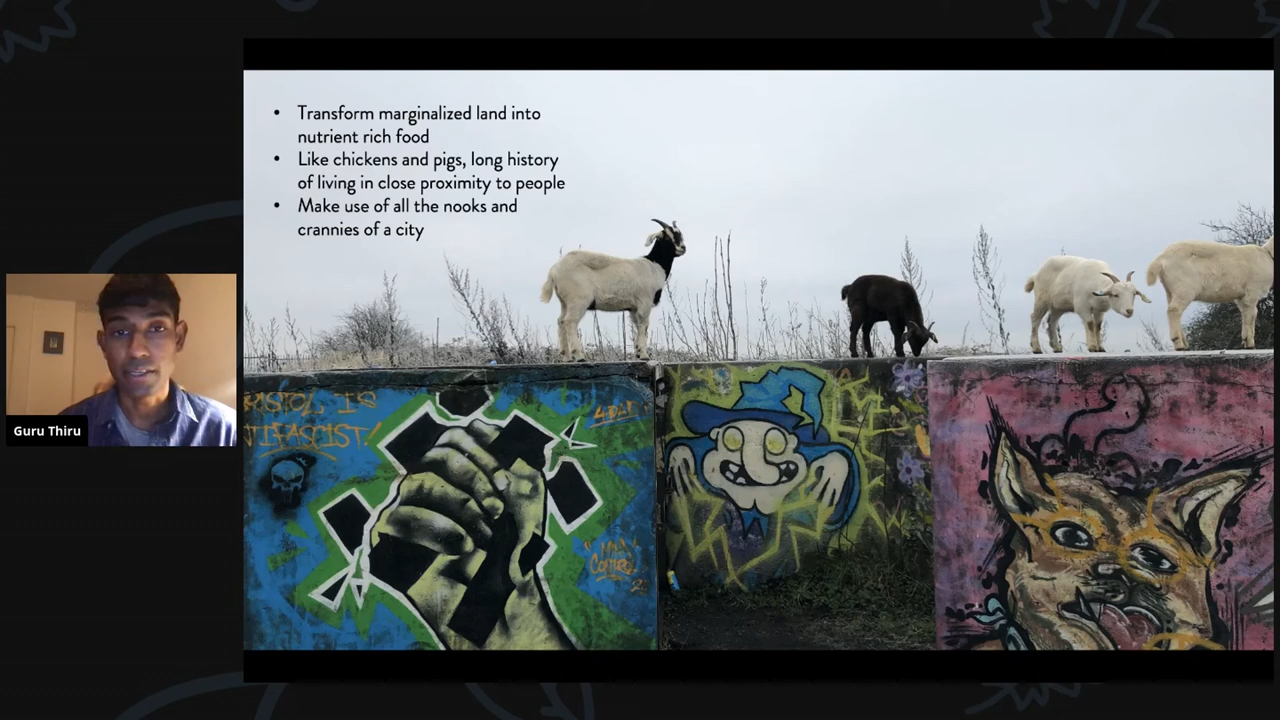 • Transform marginalized land into
nutrient rich food
• Like chickens and pigs, long history
of living in close proximity to people
• Make use of all the nooks and
crannies of a city
Guru Thiru
IS